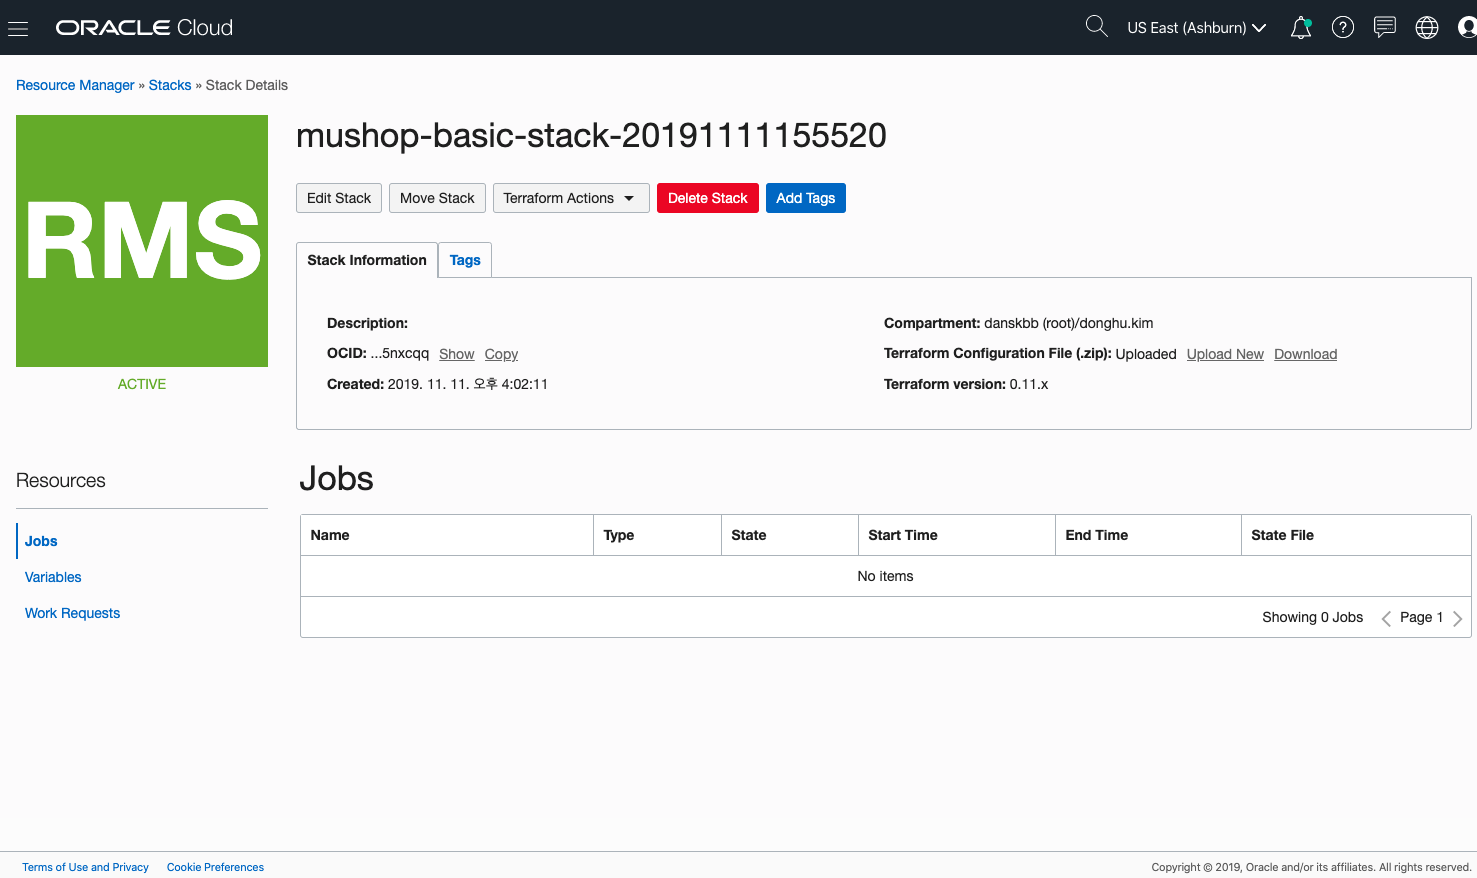 ORACLE Cloud
US East (Ashburn)
Resource Manager » Stacks » Stack Details
RMS
ACTIVE
mushop-basic-stack-20191111155520
Edit Stack Move Stack Terraform Actions Delete Stack Add Tags
Stack Information Tags
Description:
OCID: ...5nxcqq Show Copy
Created: 2019. 11. 11. 오후 4:02:11
Compartment: danskbb (root)/donghu.kim
Terraform Configuration File (.zip): Uploaded Upload New Download
Terraform version: 0.11.x
Resources
Jobs
Variables
Work Requests
Jobs
Name Type State Start Time End Time State File
No items
Showing 0 Jobs Page 1
Terms of Use and Privacy Cookie Preferences
Copyright © 2019, Oracle and/or its affiliates. All rights reserved.